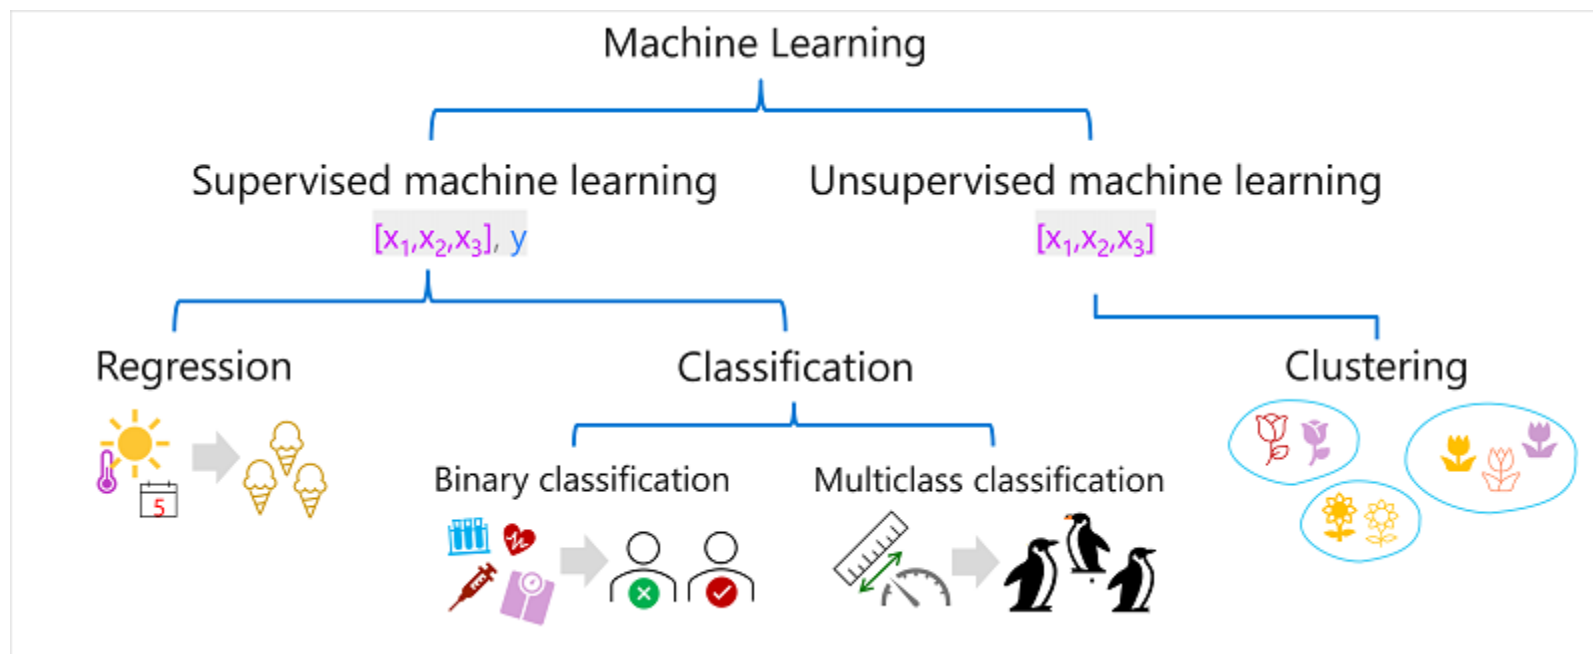 Machine Learning
Supervised machine learning
Unsupervised machine learning
[x₁,x₂,x₃], y
[x₁,x₂,x₃]
Regression
Classification
Clustering
5
Binary classification
Multiclass classification